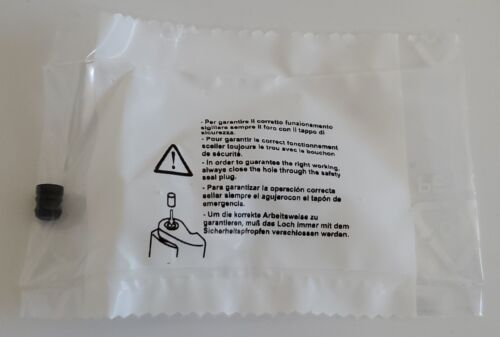 - Per garantire il corretto funzionamento
sigillare sempre il foro con il tappo di
sicurezza.
- Pour garantir le correct fonctionnement
sceller toujours le trou avec le bouchon
de sécurité.
- In order to guarantee the right working,
always close the hole through the safety
seal plug.
- Para garantizar la operación correcta
sellar siempre el agujerocon el tapón de
emergencia.
- Um die korrekte Arbeitsweise zu
garantieren, muß das Loch immer mit dem
Sicherheitspfropfen verschlossen werden.